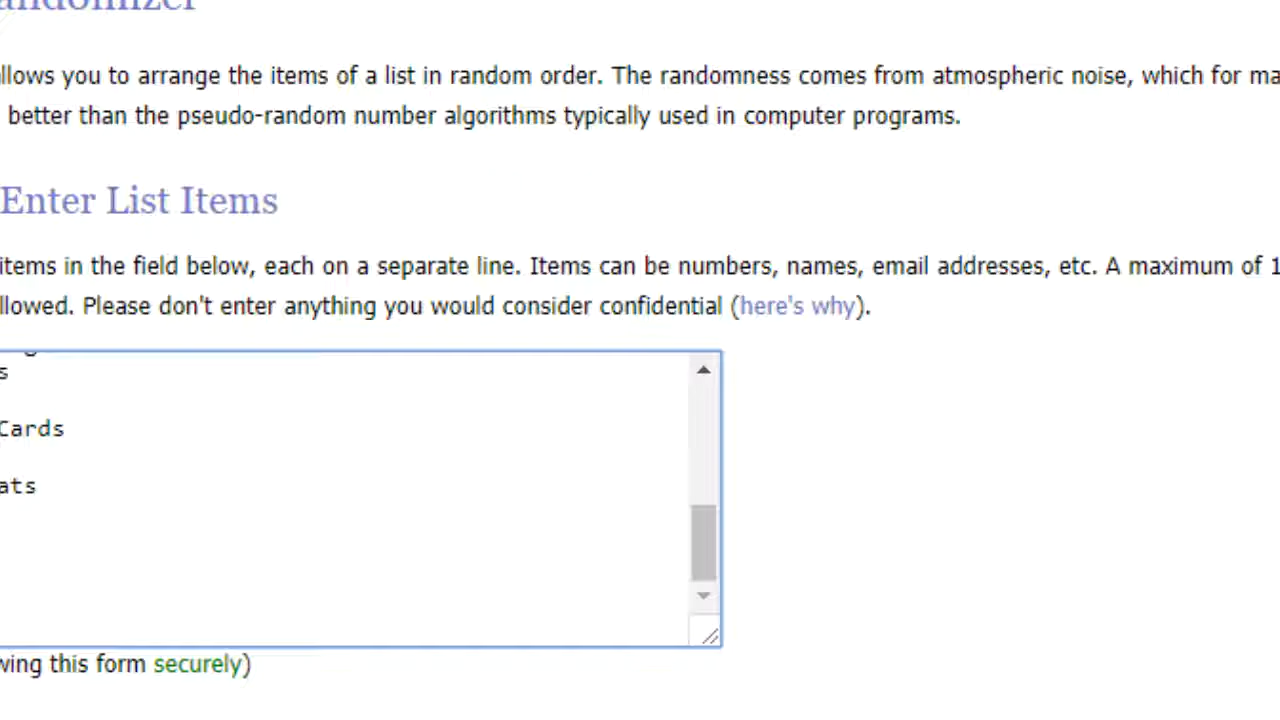 andomizer
llows you to arrange the items of a list in random order. The randomness comes from atmospheric noise, which for ma
better than the pseudo-random number algorithms typically used in computer programs.
Enter List Items
items in the field below, each on a separate line. Items can be numbers, names, email addresses, etc. A maximum of 1
llowed. Please don't enter anything you would consider confidential (here's why).
s
Cards
ats
wing this form securely)